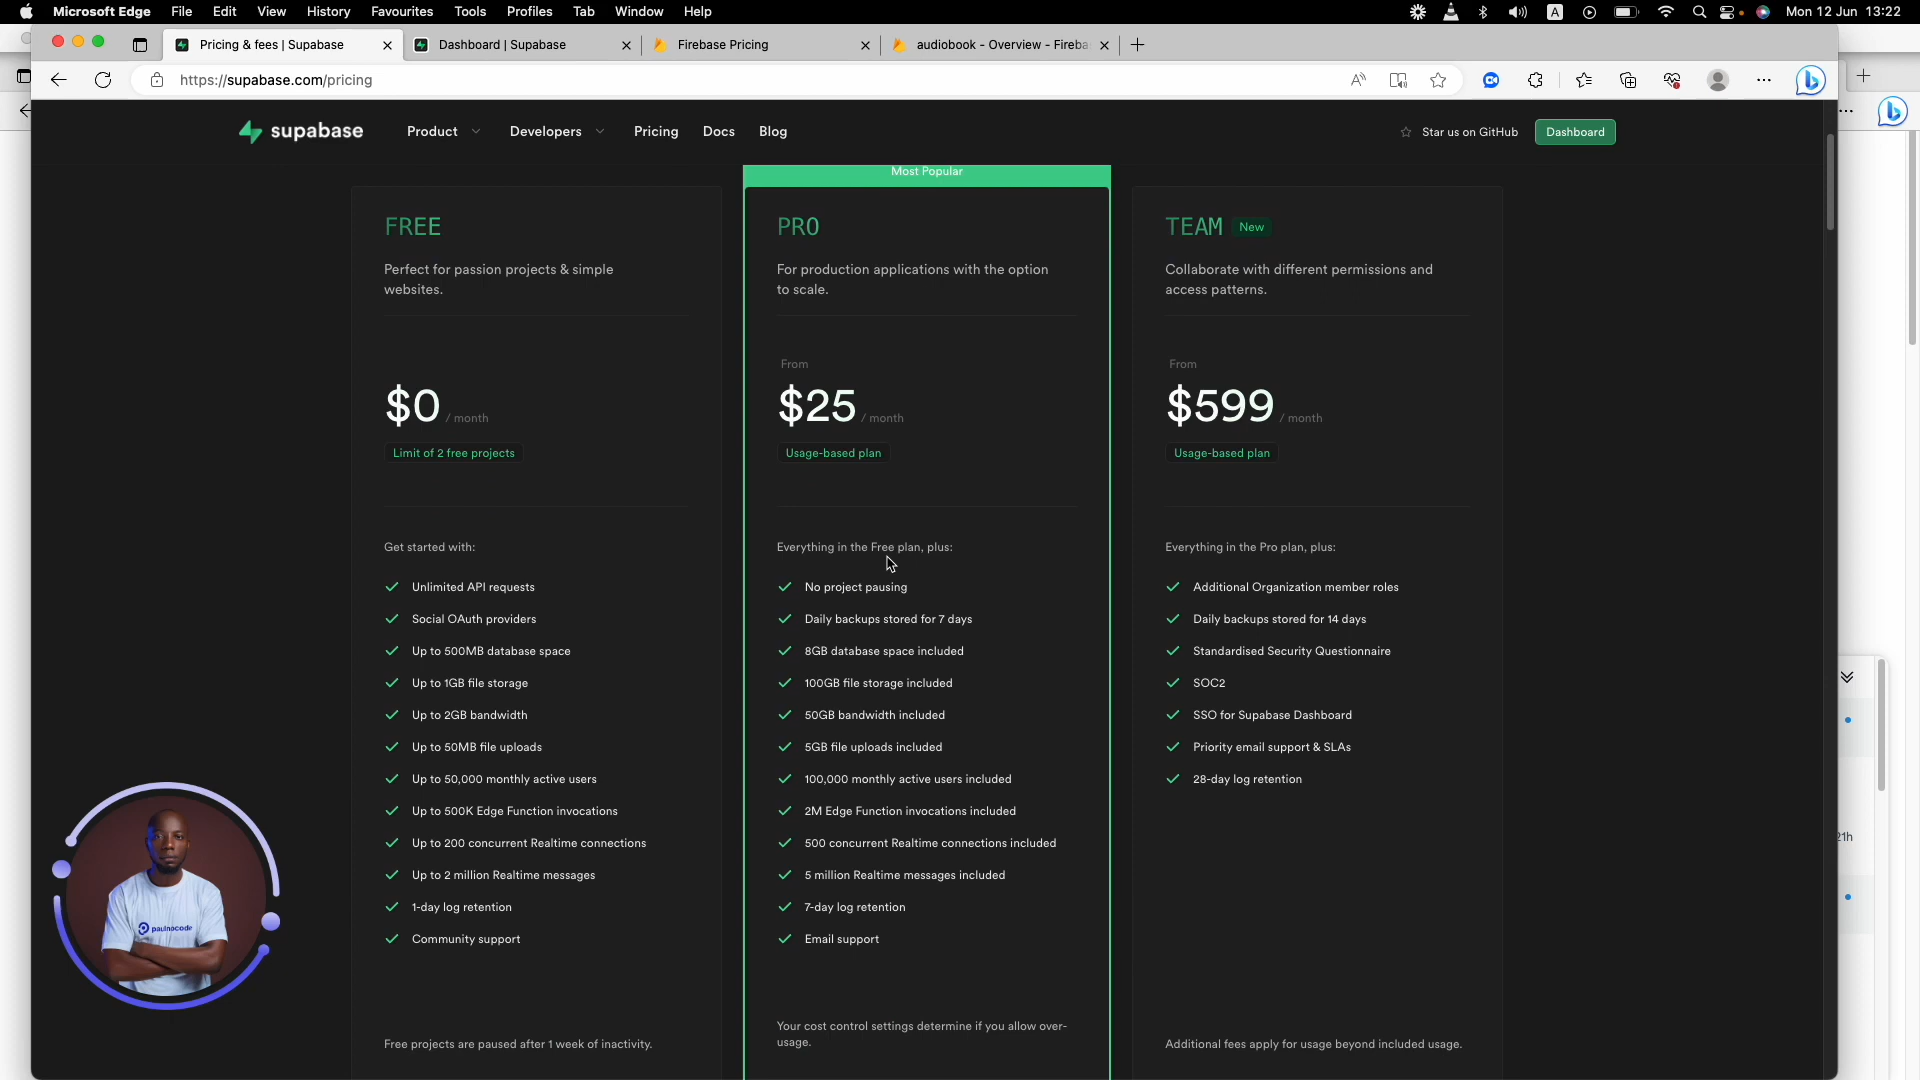 Microsoft Edge File Edit View History Favourites Tools Profiles Tab Window Help
A
Mon 12 Jun 13:22
Pricing & fees | Supabase
Dashboard | Supabase
Firebase Pricing
audiobook - Overview - Fireba
https://supabase.com/pricing
supabase
Product
Developers
Pricing
Docs
Blog
Star us on GitHub
Dashboard
Most Popular
FREE
Perfect for passion projects & simple
websites.
$0 / month
Limit of 2 free projects
Get started with:
Unlimited API requests
Social OAuth providers
Up to 500MB database space
Up to 1GB file storage
Up to 2GB bandwidth
Up to 50MB file uploads
Up to 50,000 monthly active users
Up to 500K Edge Function invocations
Up to 200 concurrent Realtime connections
Up to 2 million Realtime messages
1-day log retention
Community support
Free projects are paused after 1 week of inactivity.
PRO
For production applications with the option
to scale.
From
$25 / month
Usage-based plan
Everything in the Free plan, plus:
No project pausing
Daily backups stored for 7 days
8GB database space included
100GB file storage included
50GB bandwidth included
5GB file uploads included
100,000 monthly active users included
2M Edge Function invocations included
500 concurrent Realtime connections included
5 million Realtime messages included
7-day log retention
Email support
Your cost control settings determine if you allow over-
usage.
TEAM New
Collaborate with different permissions and
access patterns.
From
$599 / month
Usage-based plan
Everything in the Pro plan, plus:
Additional Organization member roles
Daily backups stored for 14 days
Standardised Security Questionnaire
SOC2
SSO for Supabase Dashboard
Priority email support & SLAs
28-day log retention
Additional fees apply for usage beyond included usage.
21h
paulnocode